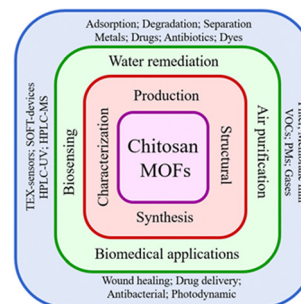 Adsorption; Degradation; Separation
Metals; Drugs; Antibiotics; Dyes
Water remediation
Production
TEX-sensors; SOFT-devices
HPLC-UV; HPLC-MS
Biosensing
Characterization
Chitosan
MOFs
Structural
Air purification
VOCs; PMs; Gases
Synthesis
Biomedical applications
Wound healing; Drug delivery;
Antibacterial; Photodynamic